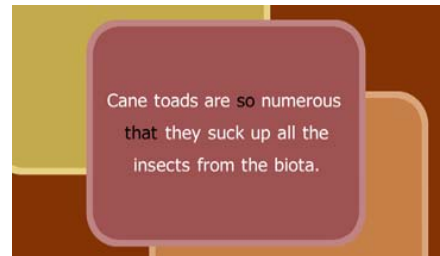 Cane toads are so numerous
that they suck up all the
insects from the biota.